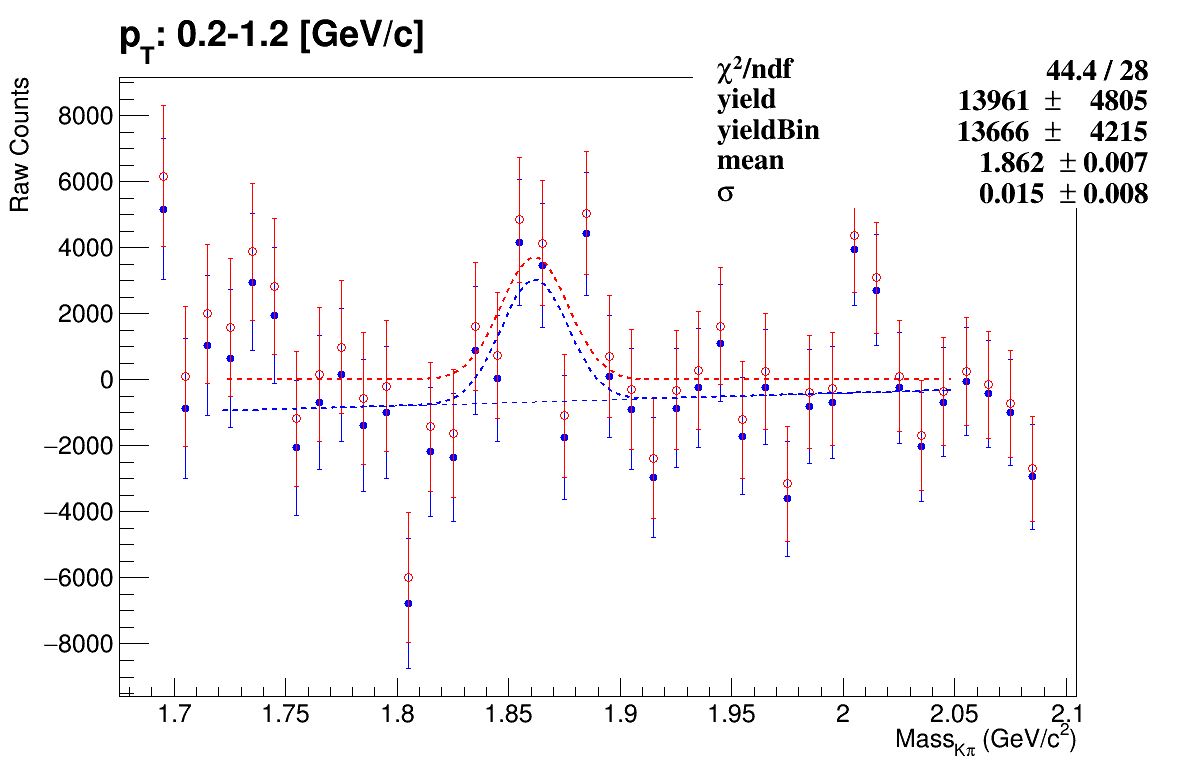 pT: 0.2-1.2 [GeV/c]
χ²/ndf 44.4 / 28
yield 13961 ± 4805
yieldBin 13666 ± 4215
mean 1.862 ± 0.007
σ 0.015 ± 0.008
Raw Counts
8000
6000
4000
2000
0
−2000
−4000
−6000
−8000
1.7 1.75 1.8 1.85 1.9 1.95 2 2.05 2.1
MassKπ (GeV/c²)